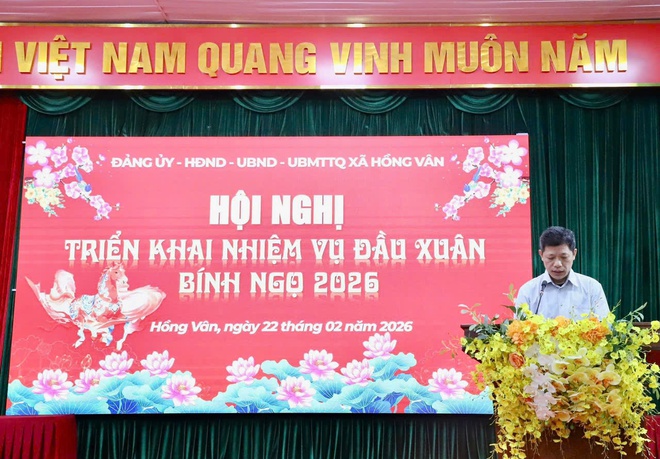 VIỆT NAM QUANG VINH MUÔN NĂM
ĐẢNG ỦY - HĐND - UBND - UBMTTQ XÃ HỒNG VÂN
HỘI NGHỊ
TRIỂN KHAI NHIỆM VỤ ĐẦU XUÂN
BÍNH NGỌ 2026
Hồng Vân, ngày 22 tháng 02 năm 2026